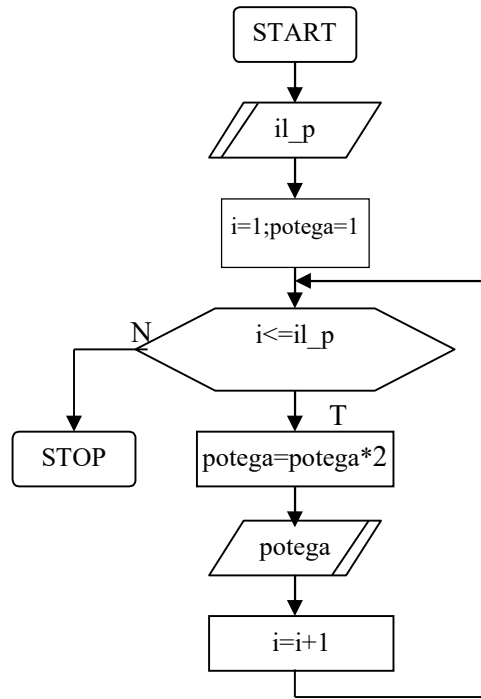 START
il_p
i=1;potega=1
N
i<=il_p
T
STOP
potega=potega*2
potega
i=i+1